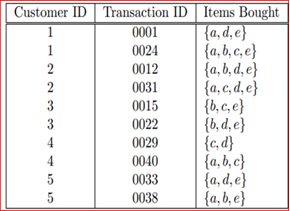 Customer ID Transaction ID Items Bought
1 0001 {a, d, e}
1 0024 {a, b, c, e}
2 0012 {a, b, d, e}
2 0031 {a, c, d, e}
3 0015 {b, c, e}
3 0022 {b, d, e}
4 0029 {c, d}
4 0040 {a, b, c}
5 0033 {a, d, e}
5 0038 {a, b, e}